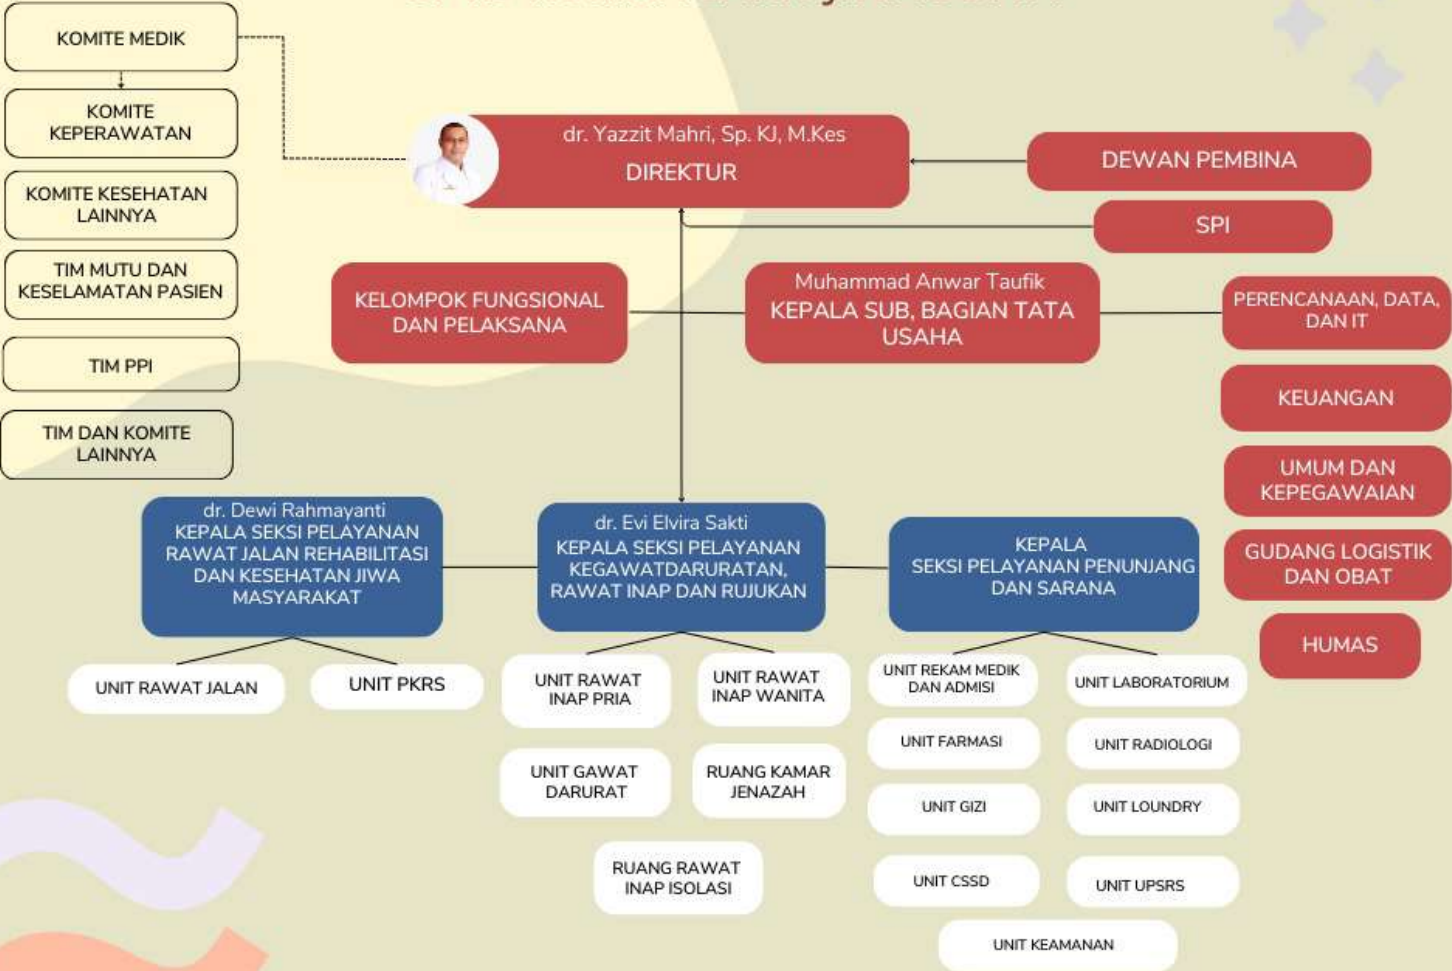 KOMITE MEDIK
KOMITE
KEPERAWATAN
KOMITE KESEHATAN
LAINNYA
TIM MUTU DAN
KESELAMATAN PASIEN
TIM PPI
TIM DAN KOMITE
LAINNYA
dr. Yazzit Mahri, Sp. KJ, M.Kes
DIREKTUR
DEWAN PEMBINA
SPI
KELOMPOK FUNGSIONAL
DAN PELAKSANA
Muhammad Anwar Taufik
KEPALA SUB, BAGIAN TATA
USAHA
PERENCANAAN, DATA,
DAN IT
KEUANGAN
UMUM DAN
KEPEGAWAIAN
GUDANG LOGISTIK
DAN OBAT
HUMAS
dr. Dewi Rahmayanti
KEPALA SEKSI PELAYANAN
RAWAT JALAN REHABILITASI
DAN KESEHATAN JIWA
MASYARAKAT
dr. Evi Elvira Sakti
KEPALA SEKSI PELAYANAN
KEGAWATDARURATAN,
RAWAT INAP DAN RUJUKAN
KEPALA
SEKSI PELAYANAN PENUNJANG
DAN SARANA
UNIT RAWAT JALAN
UNIT PKRS
UNIT RAWAT
INAP PRIA
UNIT RAWAT
INAP WANITA
UNIT GAWAT
DARURAT
RUANG KAMAR
JENAZAH
RUANG RAWAT
INAP ISOLASI
UNIT REKAM MEDIK
DAN ADMISI
UNIT LABORATORIUM
UNIT FARMASI
UNIT RADIOLOGI
UNIT GIZI
UNIT LOUNDRY
UNIT CSSD
UNIT UPSRS
UNIT KEAMANAN